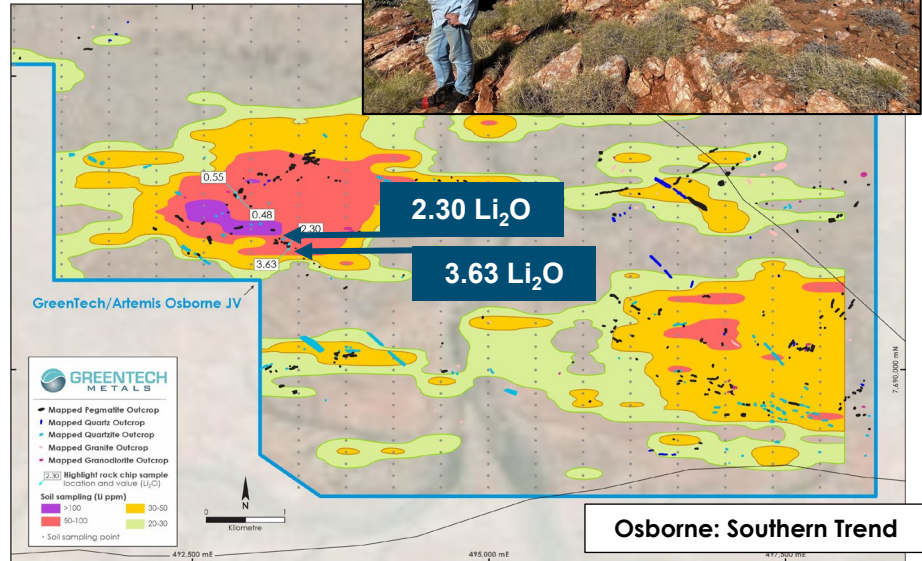 0.55
0.48
2.30
3.63
2.30 Li₂O
3.63 Li₂O
GreenTech/Artemis Osborne JV
7,690,000 mN
GREENTECH
METALS
Mapped Pegmatite Outcrop
Mapped Quartz Outcrop
Mapped Quartzite Outcrop
Mapped Granite Outcrop
Mapped Granodiorite Outcrop
2.30 Highlight rock chip sample
location and value (Li₂O)
Soil sampling (Li ppm)
>100 30-50
50-100 20-30
Soil sampling point
N
0 1
Kilometre
Osborne: Southern Trend
492,500 mE 495,000 mE 497,500 mE